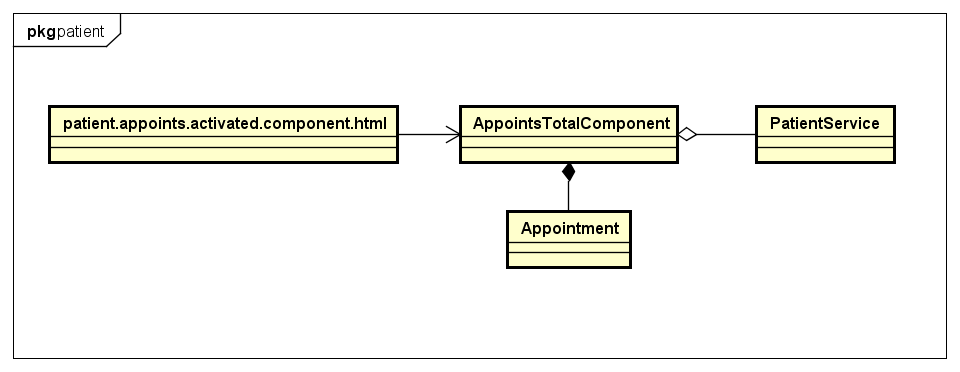 pkgpatient
patient.appoints.activated.component.html
AppointsTotalComponent
PatientService
Appointment